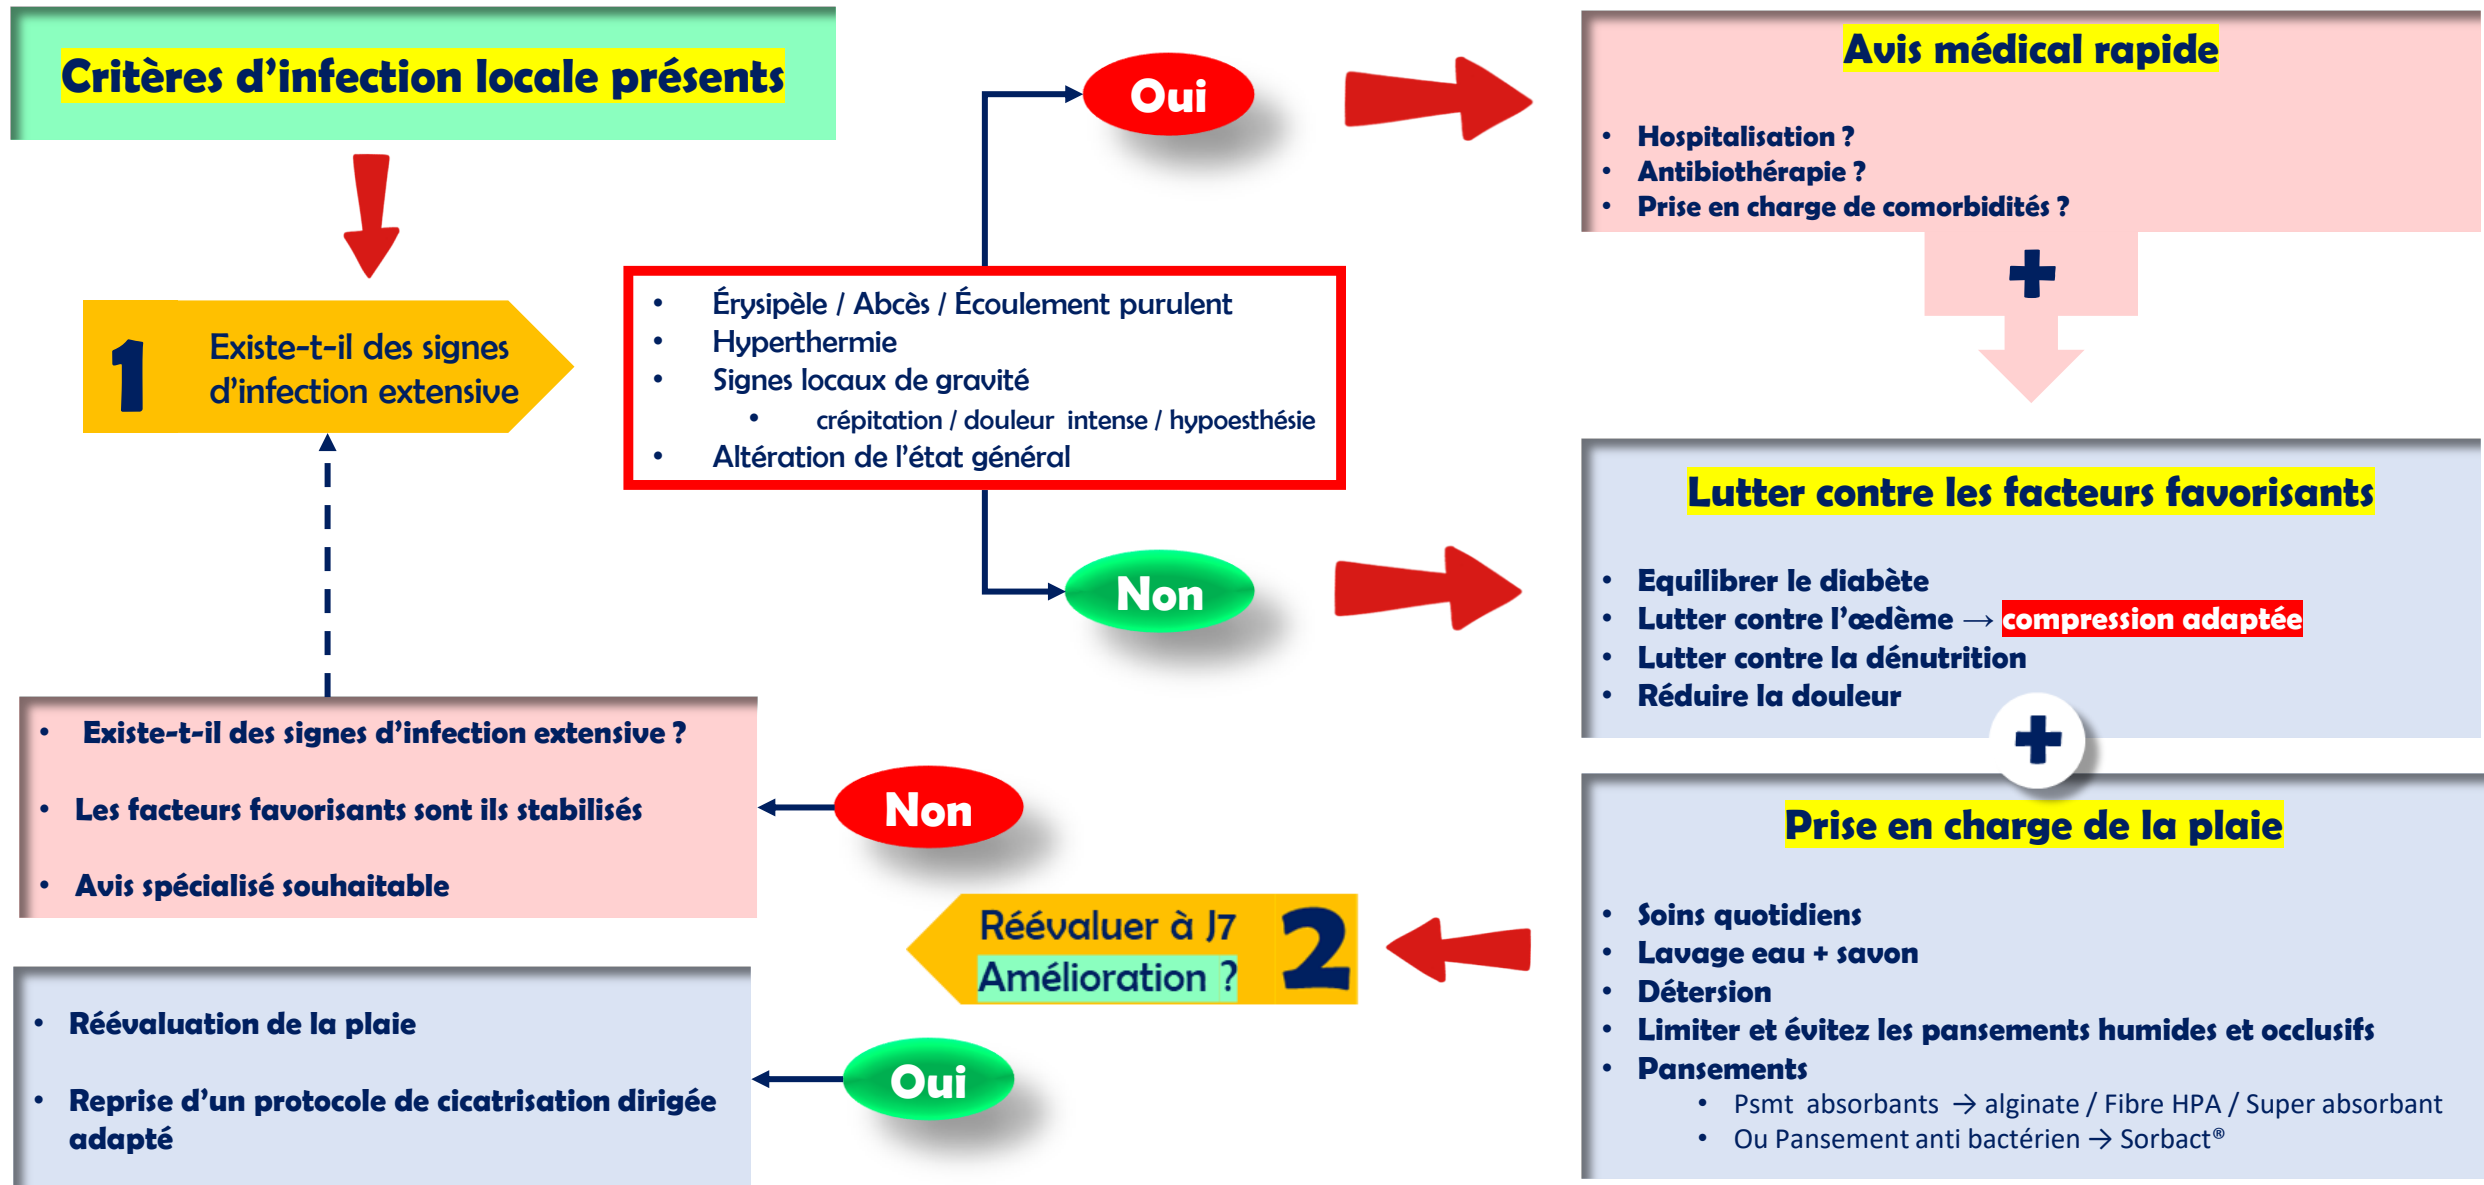 Critères d’infection locale présents
1
Existe-t-il des signes
d’infection extensive
• Érysipèle / Abcès / Écoulement purulent
• Hyperthermie
• Signes locaux de gravité
• crépitation / douleur intense / hypoesthésie
• Altération de l’état général
Oui
Avis médical rapide
• Hospitalisation ?
• Antibiothérapie ?
• Prise en charge de comorbidités ?
+
Non
Lutter contre les facteurs favorisants
• Equilibrer le diabète
• Lutter contre l’œdème → compression adaptée
• Lutter contre la dénutrition
• Réduire la douleur
+
Prise en charge de la plaie
• Soins quotidiens
• Lavage eau + savon
• Détersion
• Limiter et évitez les pansements humides et occlusifs
• Pansements
• Psmt absorbants → alginate / Fibre HPA / Super absorbant
• Ou Pansement anti bactérien → Sorbact®
Réévaluer à J7
Amélioration ?
2
Non
• Existe-t-il des signes d’infection extensive ?
• Les facteurs favorisants sont ils stabilisés
• Avis spécialisé souhaitable
Oui
• Réévaluation de la plaie
• Reprise d’un protocole de cicatrisation dirigée
adapté